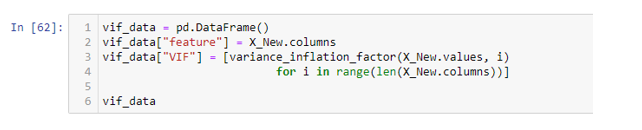 In [62]:
1 vif_data = pd.DataFrame()
2 vif_data["feature"] = X_New.columns
3 vif_data["VIF"] = [variance_inflation_factor(X_New.values, i)
4                         for i in range(len(X_New.columns))]
5
6 vif_data